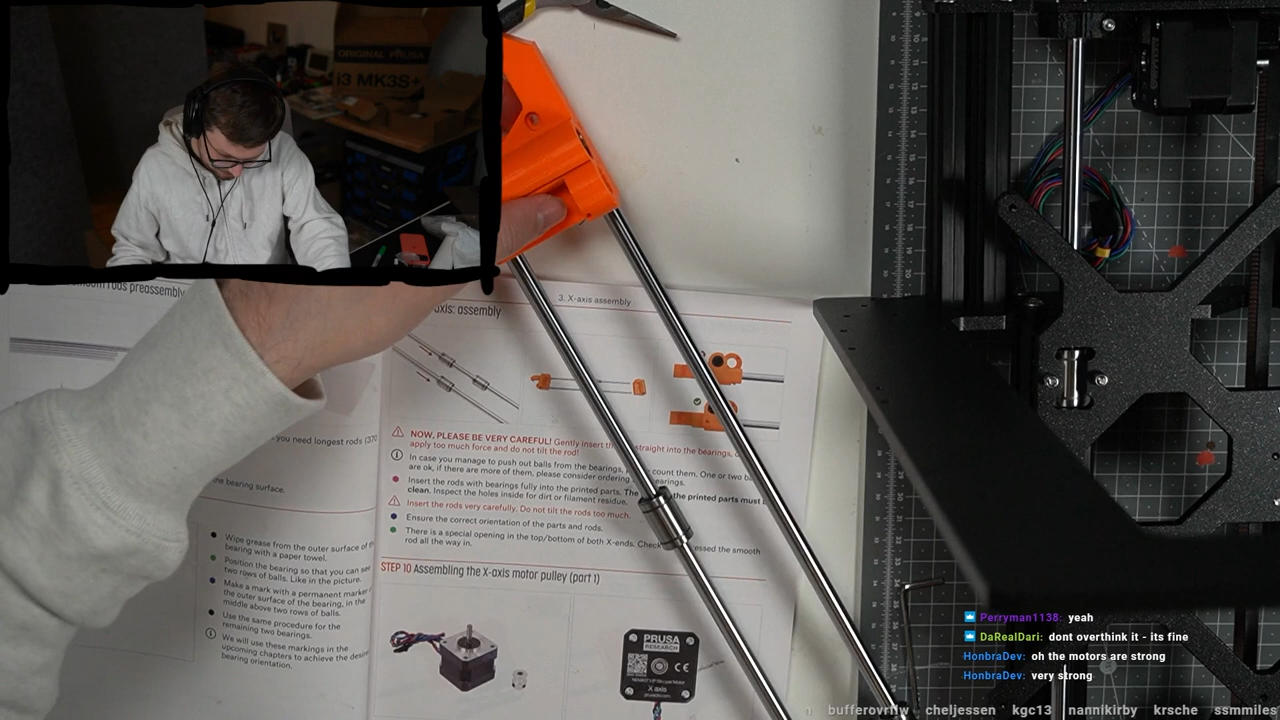 ORIGINAL PRUSA
i3 MK3S+
rods preassembly
3. X-axis assembly
axis: assembly
you need longest rods (370
the bearing surface.
NOW, PLEASE BE VERY CAREFUL! Gently insert straight into the bearings,
apply too much force and do not tilt the rod!
In case you manage to push out balls from the bearings, count them. One or two
are ok, if there are more of them, please consider ordering
Insert the rods with bearings fully into the printed parts. The the printed parts must
clean. Inspect the holes inside for dirt or filament residue.
Insert the rods very carefully. Do not tilt the rods too much.
Ensure the correct orientation of the parts and rods.
There is a special opening in the top/bottom of both X-ends. the smooth
rod all the way in.
Wipe grease from the outer surface of
bearing with a paper towel.
Position the bearing so that you can see
two rows of balls. Like in the picture.
Make a mark with a permanent marker
the outer surface of the bearing, in the
middle above two rows of balls.
Use the same procedure for the
remaining two bearings.
We will use these markings in the
upcoming chapters to achieve the
bearing orientation.
STEP 10 Assembling the X-axis motor pulley (part 1)
PRUSA
RESEARCH
CE
X axis
Perryman1138: yeah
DaRealDari: dont overthink it - its fine
HonbraDev: oh the motors are strong
HonbraDev: very strong
bufferovrflw cheljessen kgc13 nannikirby krsche ssmmiles